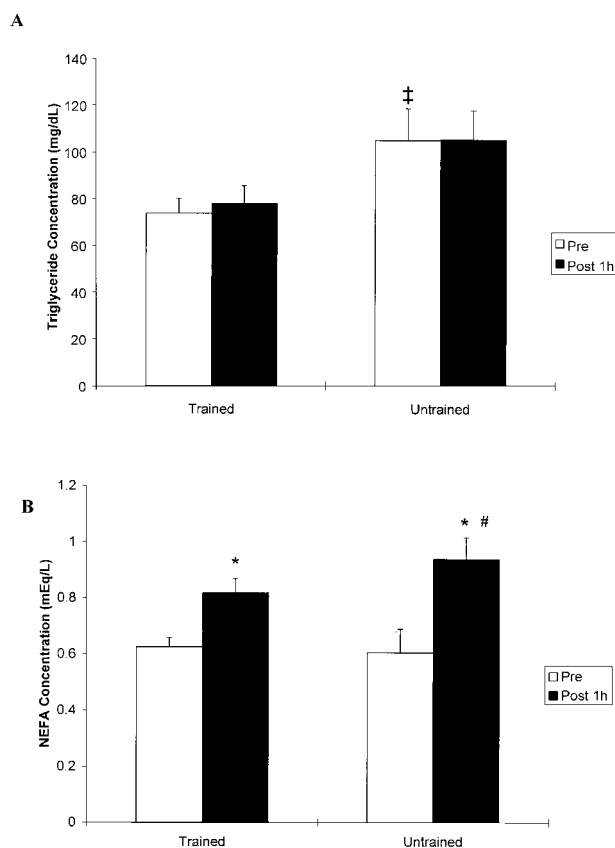 A
Triglyceride Concentration (mg/dL)
140
120
100
80
60
40
20
0
‡
Trained
Untrained
Pre
Post 1h
B
NEFA Concentration (mEq/L)
1.2
1
0.8
0.6
0.4
0.2
0
*
* #
Trained
Untrained
Pre
Post 1h